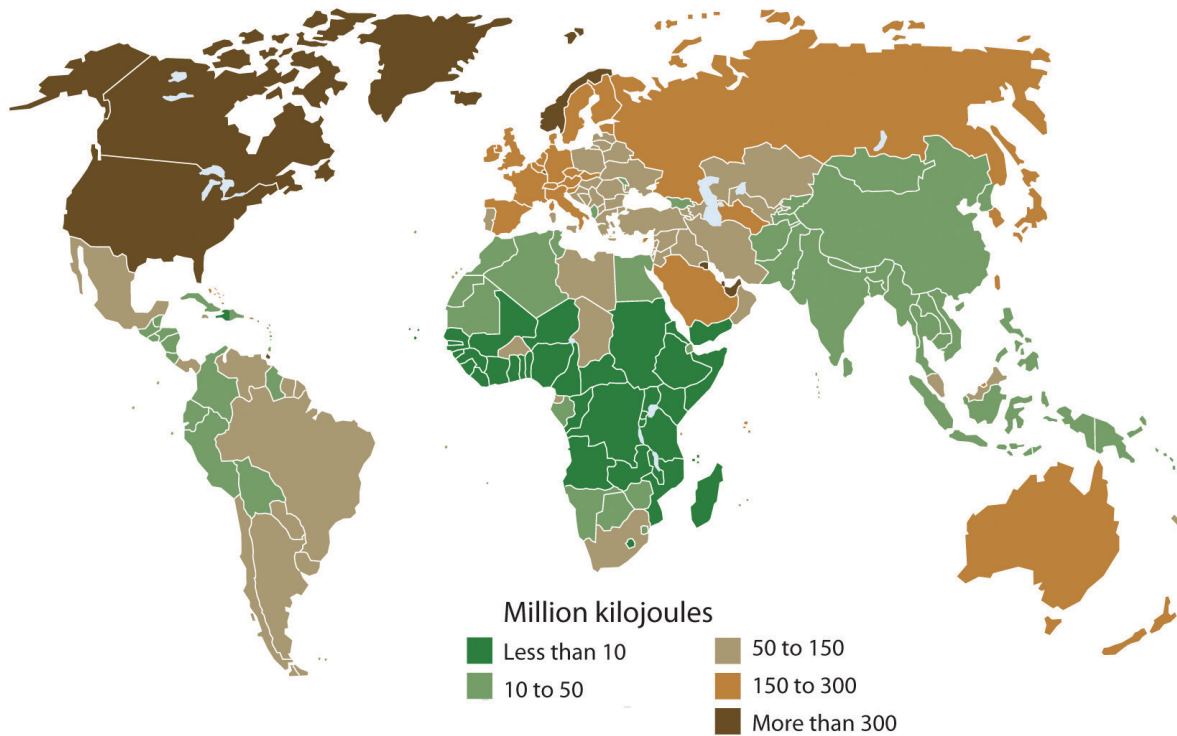 Million kilojoules
Less than 10
10 to 50
50 to 150
150 to 300
More than 300